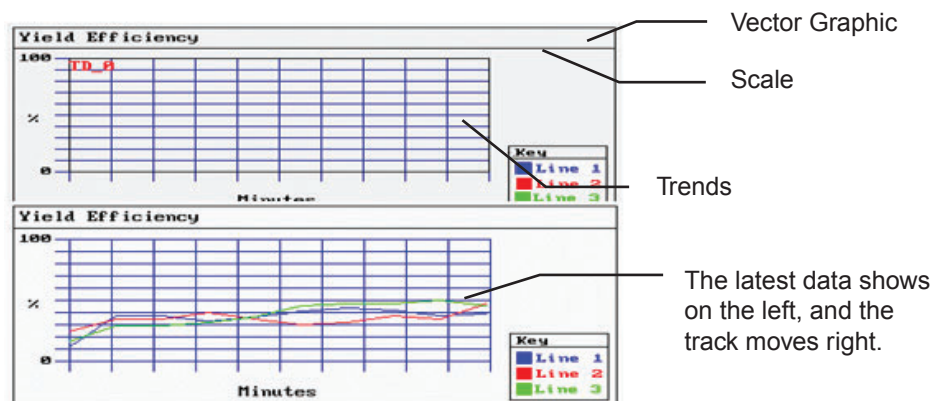 Yield Efficiency
100
TD_0
%
0
Minutes
Key
Line 1
Line 2
Line 3
Vector Graphic
Scale
Trends
Yield Efficiency
100
%
0
Minutes
Key
Line 1
Line 2
Line 3
The latest data shows
on the left, and the
track moves right.